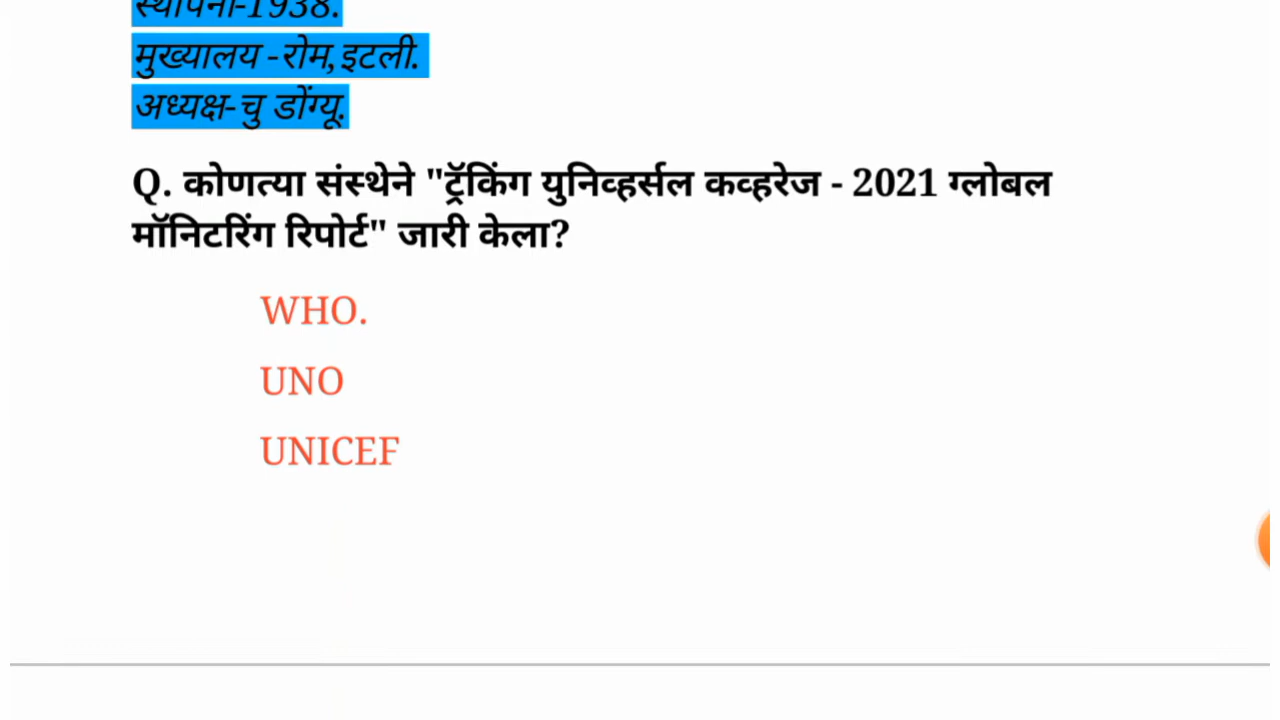 स्थापना-1938.
मुख्यालय -रोम,इटली.
अध्यक्ष-चु डोंग्यू.
Q. कोणत्या संस्थेने "ट्रॅकिंग युनिव्हर्सल कव्हरेज - 2021 ग्लोबल
मॉनिटरिंग रिपोर्ट" जारी केला?
WHO.
UNO
UNICEF